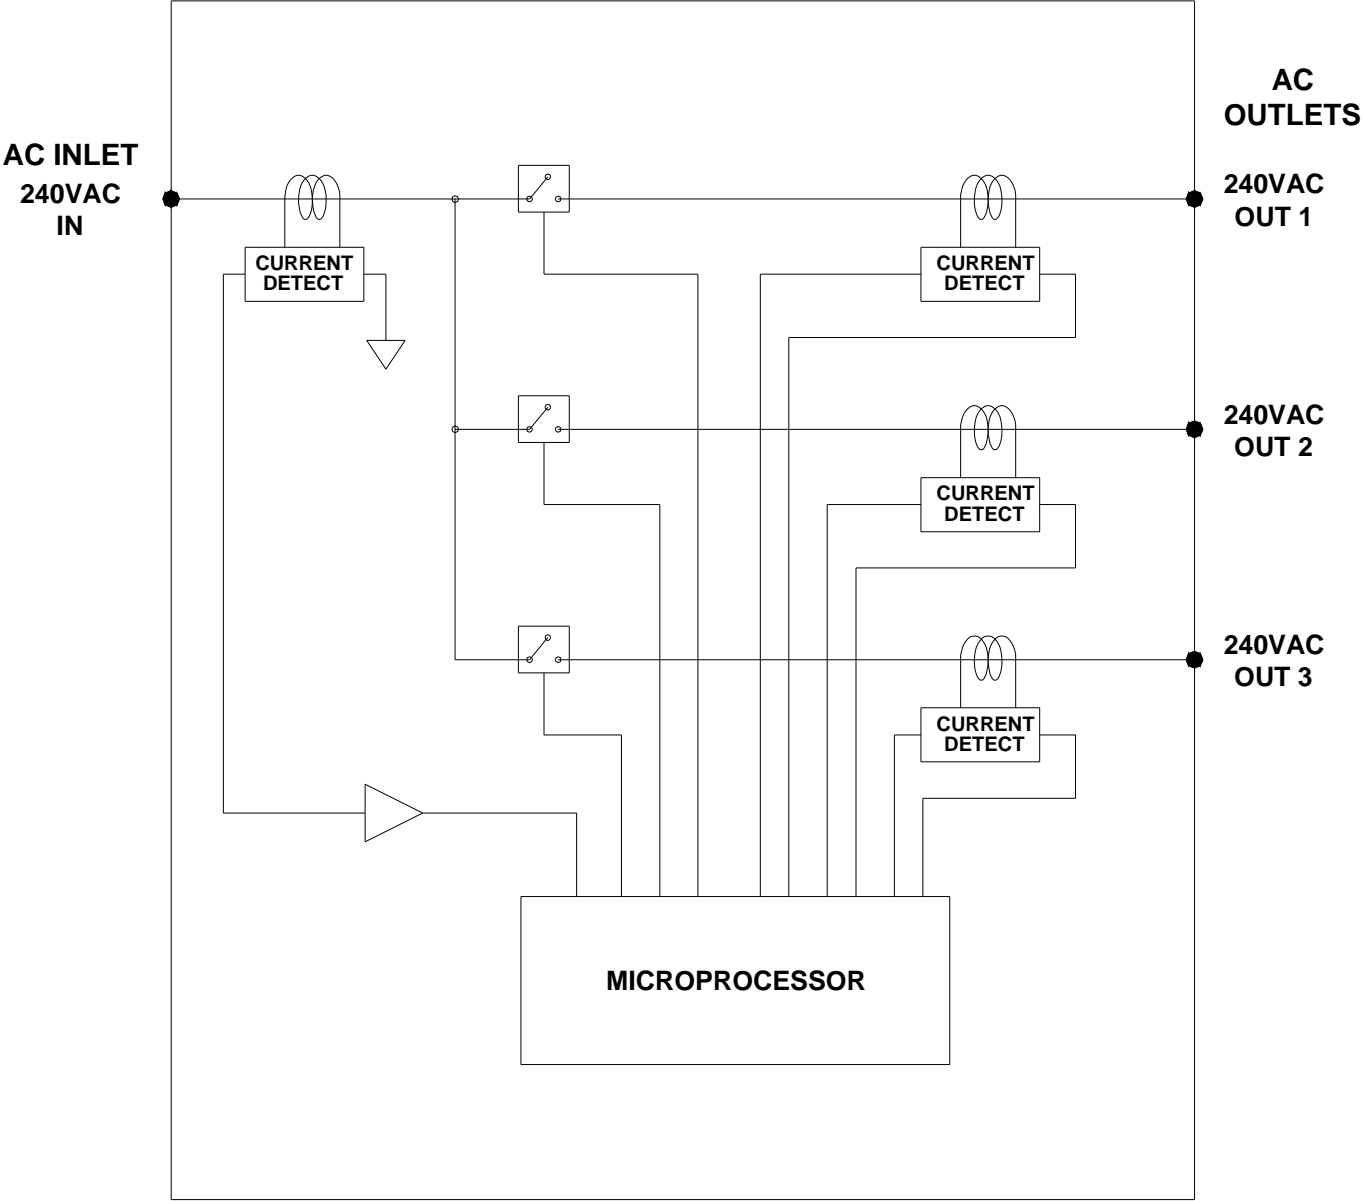 AC
OUTLETS
AC INLET
240VAC
IN
240VAC
OUT 1
CURRENT
DETECT
CURRENT
DETECT
240VAC
OUT 2
CURRENT
DETECT
240VAC
OUT 3
CURRENT
DETECT
MICROPROCESSOR